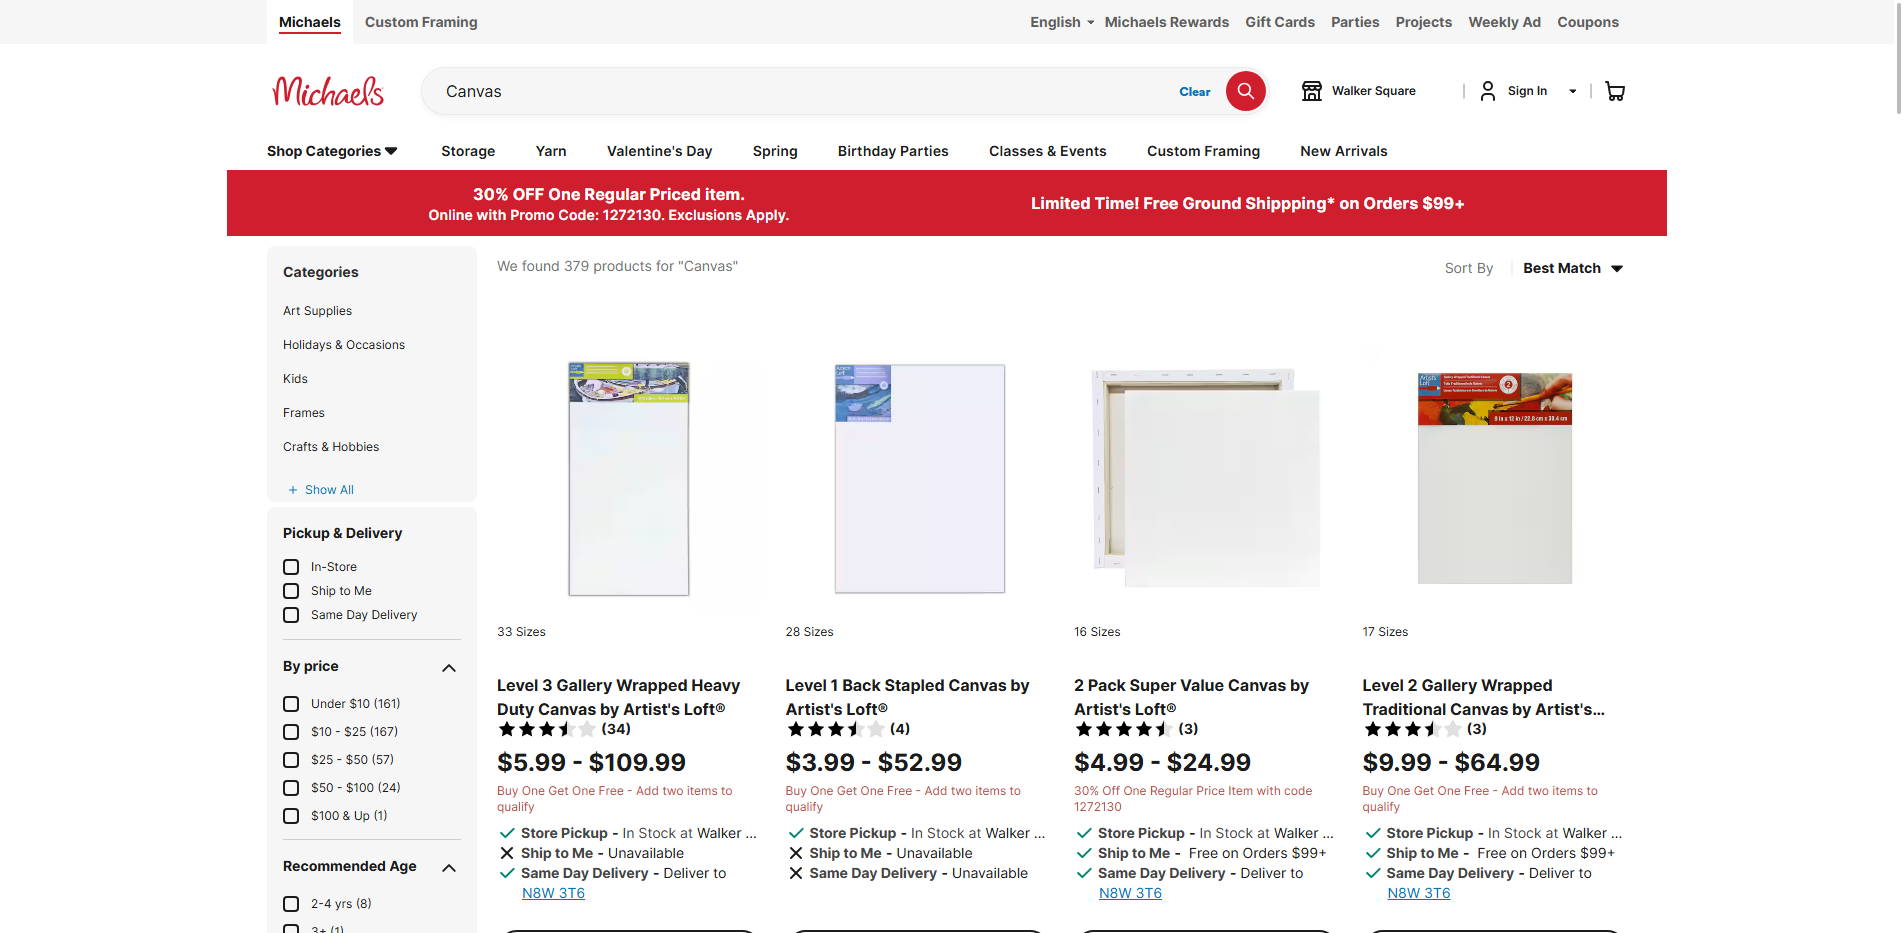 Michaels
Custom Framing
English
Michaels Rewards
Gift Cards
Parties
Projects
Weekly Ad
Coupons
Michaels
Canvas
Clear
Walker Square
Sign In
Shop Categories
Storage
Yarn
Valentine's Day
Spring
Birthday Parties
Classes & Events
Custom Framing
New Arrivals
30% OFF One Regular Priced item.
Online with Promo Code: 1272130. Exclusions Apply.
Limited Time! Free Ground Shippping* on Orders $99+
Categories
Art Supplies
Holidays & Occasions
Kids
Frames
Crafts & Hobbies
+ Show All
Pickup & Delivery
In-Store
Ship to Me
Same Day Delivery
By price
Under $10 (161)
$10 - $25 (167)
$25 - $50 (57)
$50 - $100 (24)
$100 & Up (1)
Recommended Age
2-4 yrs (8)
3+ (1)
We found 379 products for "Canvas"
Sort By
Best Match
33 Sizes
Level 3 Gallery Wrapped Heavy
Duty Canvas by Artist's Loft®
(34)
$5.99 - $109.99
Buy One Get One Free - Add two items to
qualify
Store Pickup - In Stock at Walker ...
Ship to Me - Unavailable
Same Day Delivery - Deliver to
N8W 3T6
Artist's
Loft
28 Sizes
Level 1 Back Stapled Canvas by
Artist's Loft®
(4)
$3.99 - $52.99
Buy One Get One Free - Add two items to
qualify
Store Pickup - In Stock at Walker ...
Ship to Me - Unavailable
Same Day Delivery - Unavailable
16 Sizes
2 Pack Super Value Canvas by
Artist's Loft®
(3)
$4.99 - $24.99
30% Off One Regular Price Item with code
1272130
Store Pickup - In Stock at Walker ...
Ship to Me - Free on Orders $99+
Same Day Delivery - Deliver to
N8W 3T6
Artist's
Loft
2
17 Sizes
Level 2 Gallery Wrapped
Traditional Canvas by Artist's...
(3)
$9.99 - $64.99
Buy One Get One Free - Add two items to
qualify
Store Pickup - In Stock at Walker ...
Ship to Me - Free on Orders $99+
Same Day Delivery - Deliver to
N8W 3T6